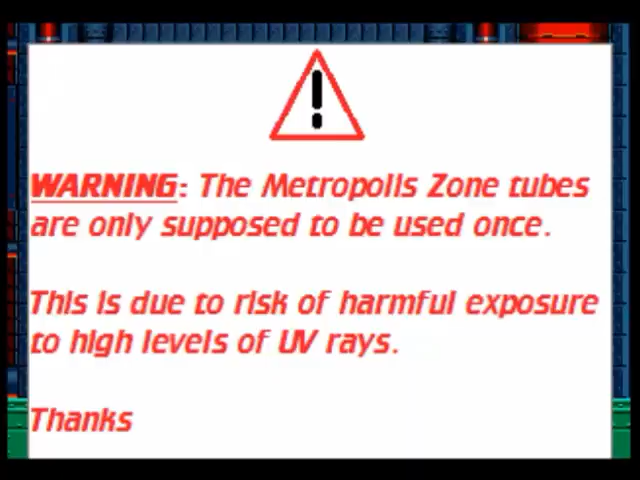 !
WARNING: The Metropolis Zone tubes
are only supposed to be used once.
This is due to risk of harmful exposure
to high levels of UV rays.
Thanks